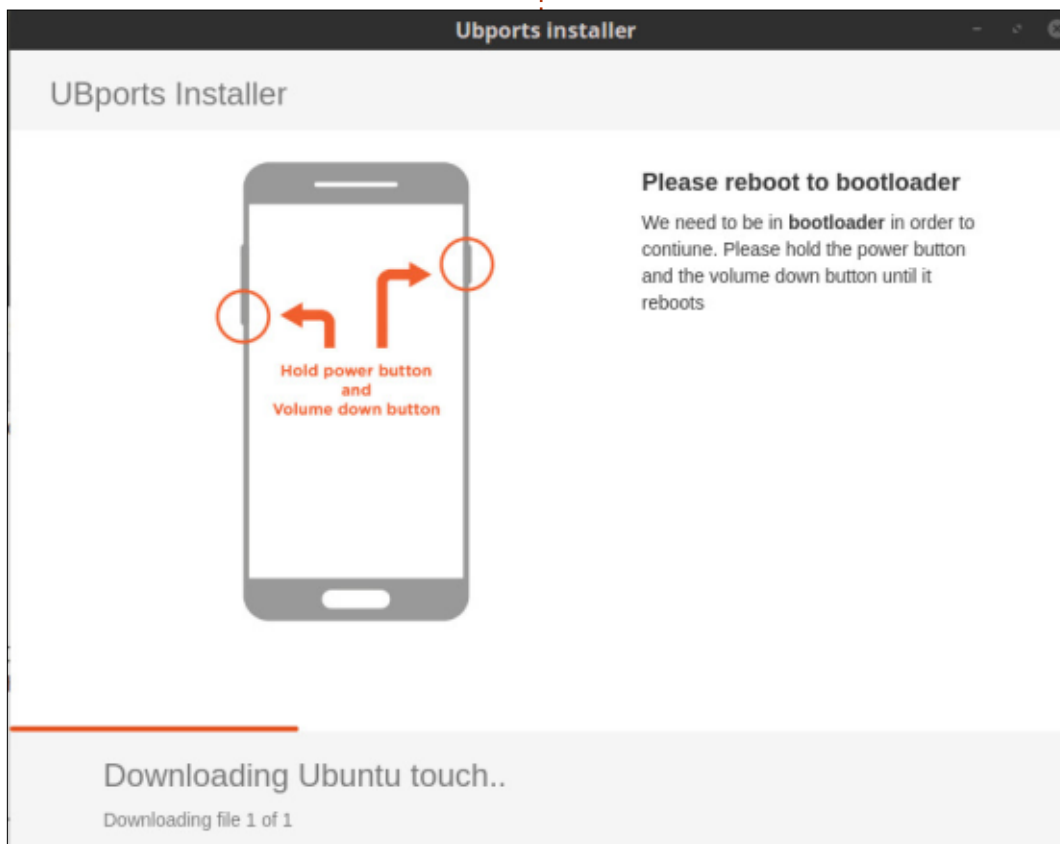 Ubports installer
UBports Installer
Please reboot to bootloader
We need to be in bootloader in order to
contiune. Please hold the power button
and the volume down button until it
reboots
Hold power button
and
Volume down button
Downloading Ubuntu touch..
Downloading file 1 of 1